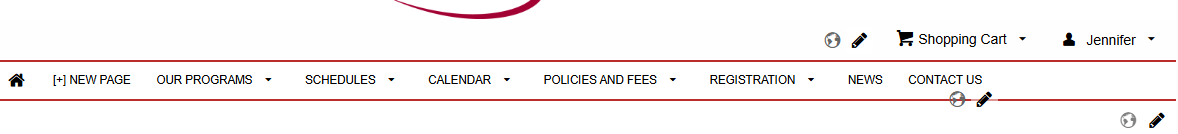 Shopping Cart Jennifer
[+] NEW PAGE OUR PROGRAMS SCHEDULES CALENDAR POLICIES AND FEES REGISTRATION NEWS CONTACT US